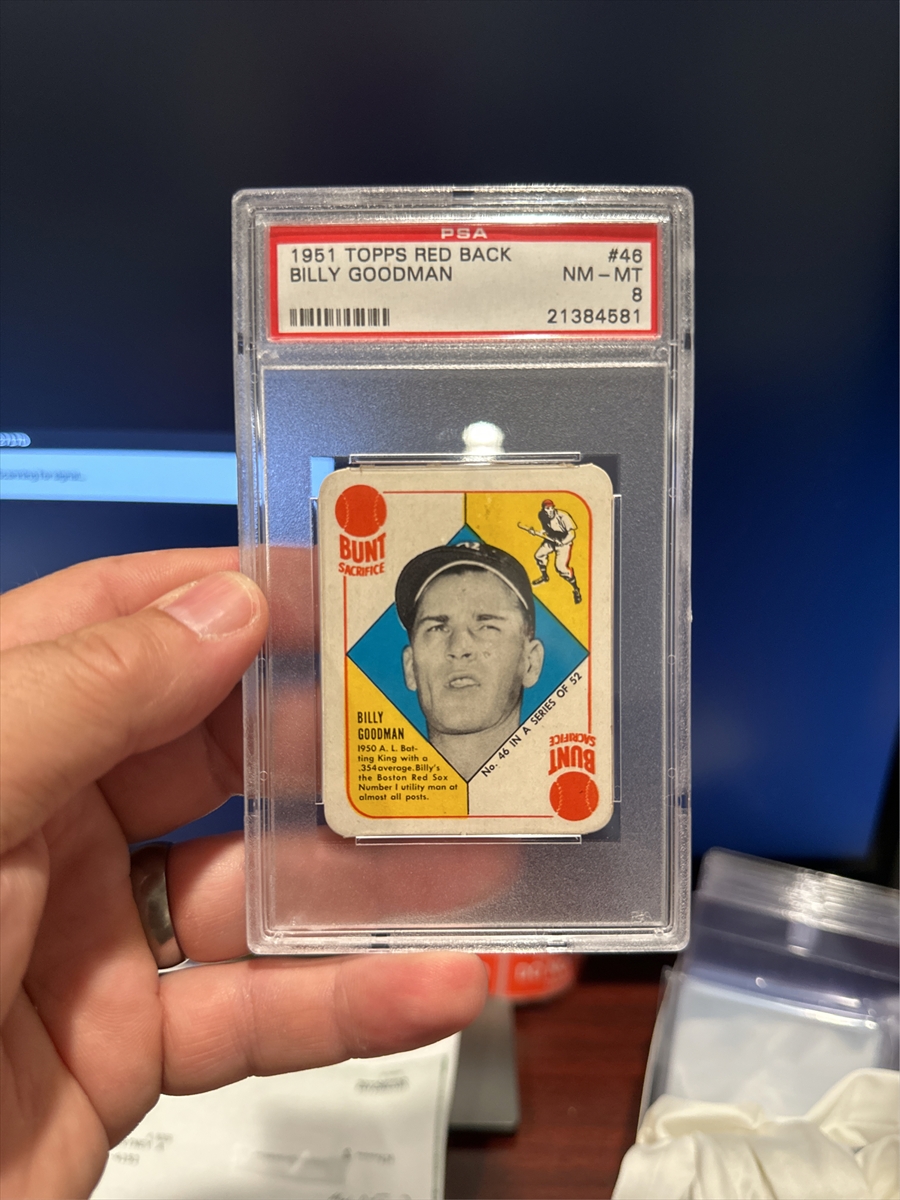 PSA
1951 TOPPS RED BACK #46
BILLY GOODMAN NM - MT
8
21384581
BUNT
SACRIFICE
BILLY
GOODMAN
1950 A. L. Bat-
ting King with a
.354 average. Billy's
the Boston Red Sox
Number 1 utility man at
almost all posts.
No. 46 IN A SERIES OF 52
BUNT
SACRIFICE